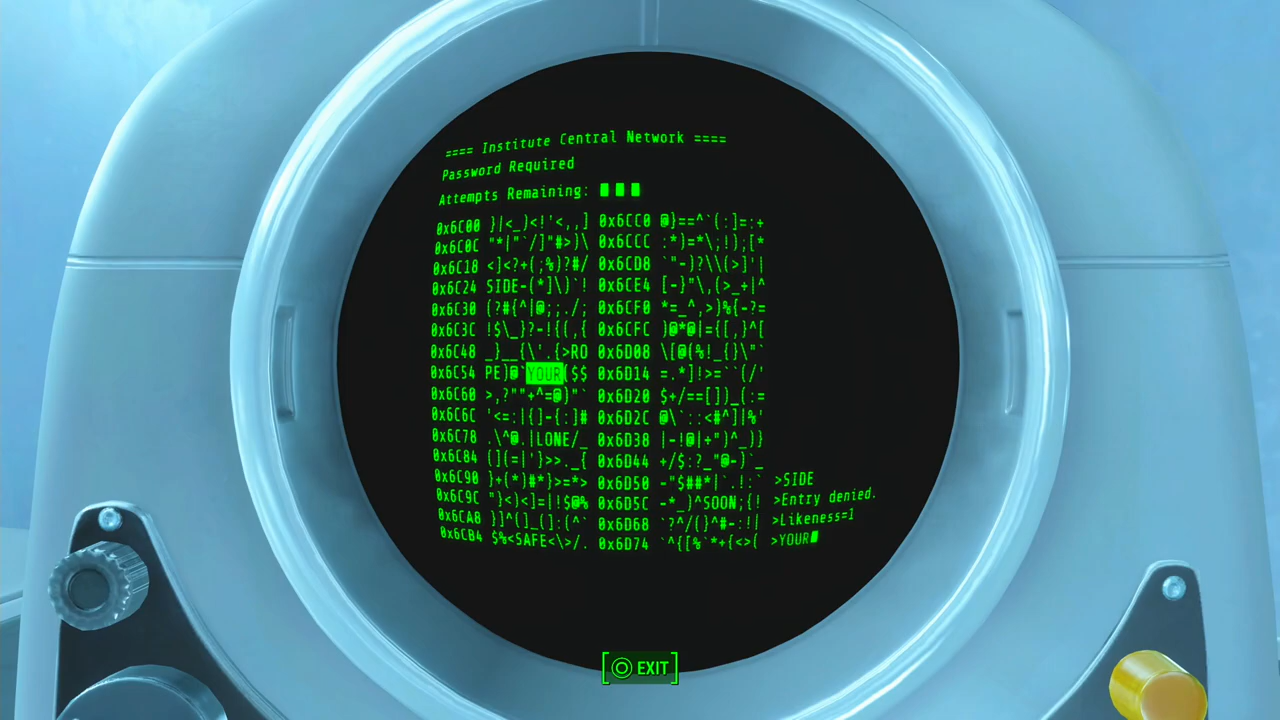 ==== Institute Central Network ====
Password Required
Attempts Remaining: ■ ■ ■
0x6C00 }|<_)<!'<,,] 0x6CC0 @}==^`(:]=:+
0x6C0C "*|"`/]"#>)\ 0x6CCC :*)=*\;!);[*
0x6C18 <]<?+(;%)?#/ 0x6CD8 `"-)?\\(>]'|
0x6C24 SIDE-(*]\)`! 0x6CE4 [-}"\,(>_+|^
0x6C30 (?#{^|@;;./; 0x6CF0 *=_^,>)%{-?=
0x6C3C !$\_}?-!{(,{ 0x6CFC )@*@|={[,}^[
0x6C48 _}__{\'.{>RO 0x6D08 \[@(%!_{}\"`
0x6C54 PE)@`YOUR($$ 0x6D14 =.*]!>=``(/'
0x6C60 >,?""+^=@}"` 0x6D20 $+/==[])_(:=
0x6C6C '<=:|{]-{:]# 0x6D2C @\`::<#^]|%'
0x6C78 .\^@.|LONE/_ 0x6D38 |-!@|+")^_)}
0x6C84 (](=|'}>>._{ 0x6D44 +/$:?_"@-)`_
0x6C90 }+(*)#*}>=*> 0x6D50 -"$##*|`.!:` >SIDE
0x6C9C "}<)<]=|!$@% 0x6D5C -*_)^SOON;{! >Entry denied.
0x6CA8 }]^(]_(]:(^` 0x6D68 `?^/(}^#-:!| >Likeness=1
0x6CB4 $%<SAFE<\>/. 0x6D74 `^{[%`*+{<>( >YOUR■
EXIT